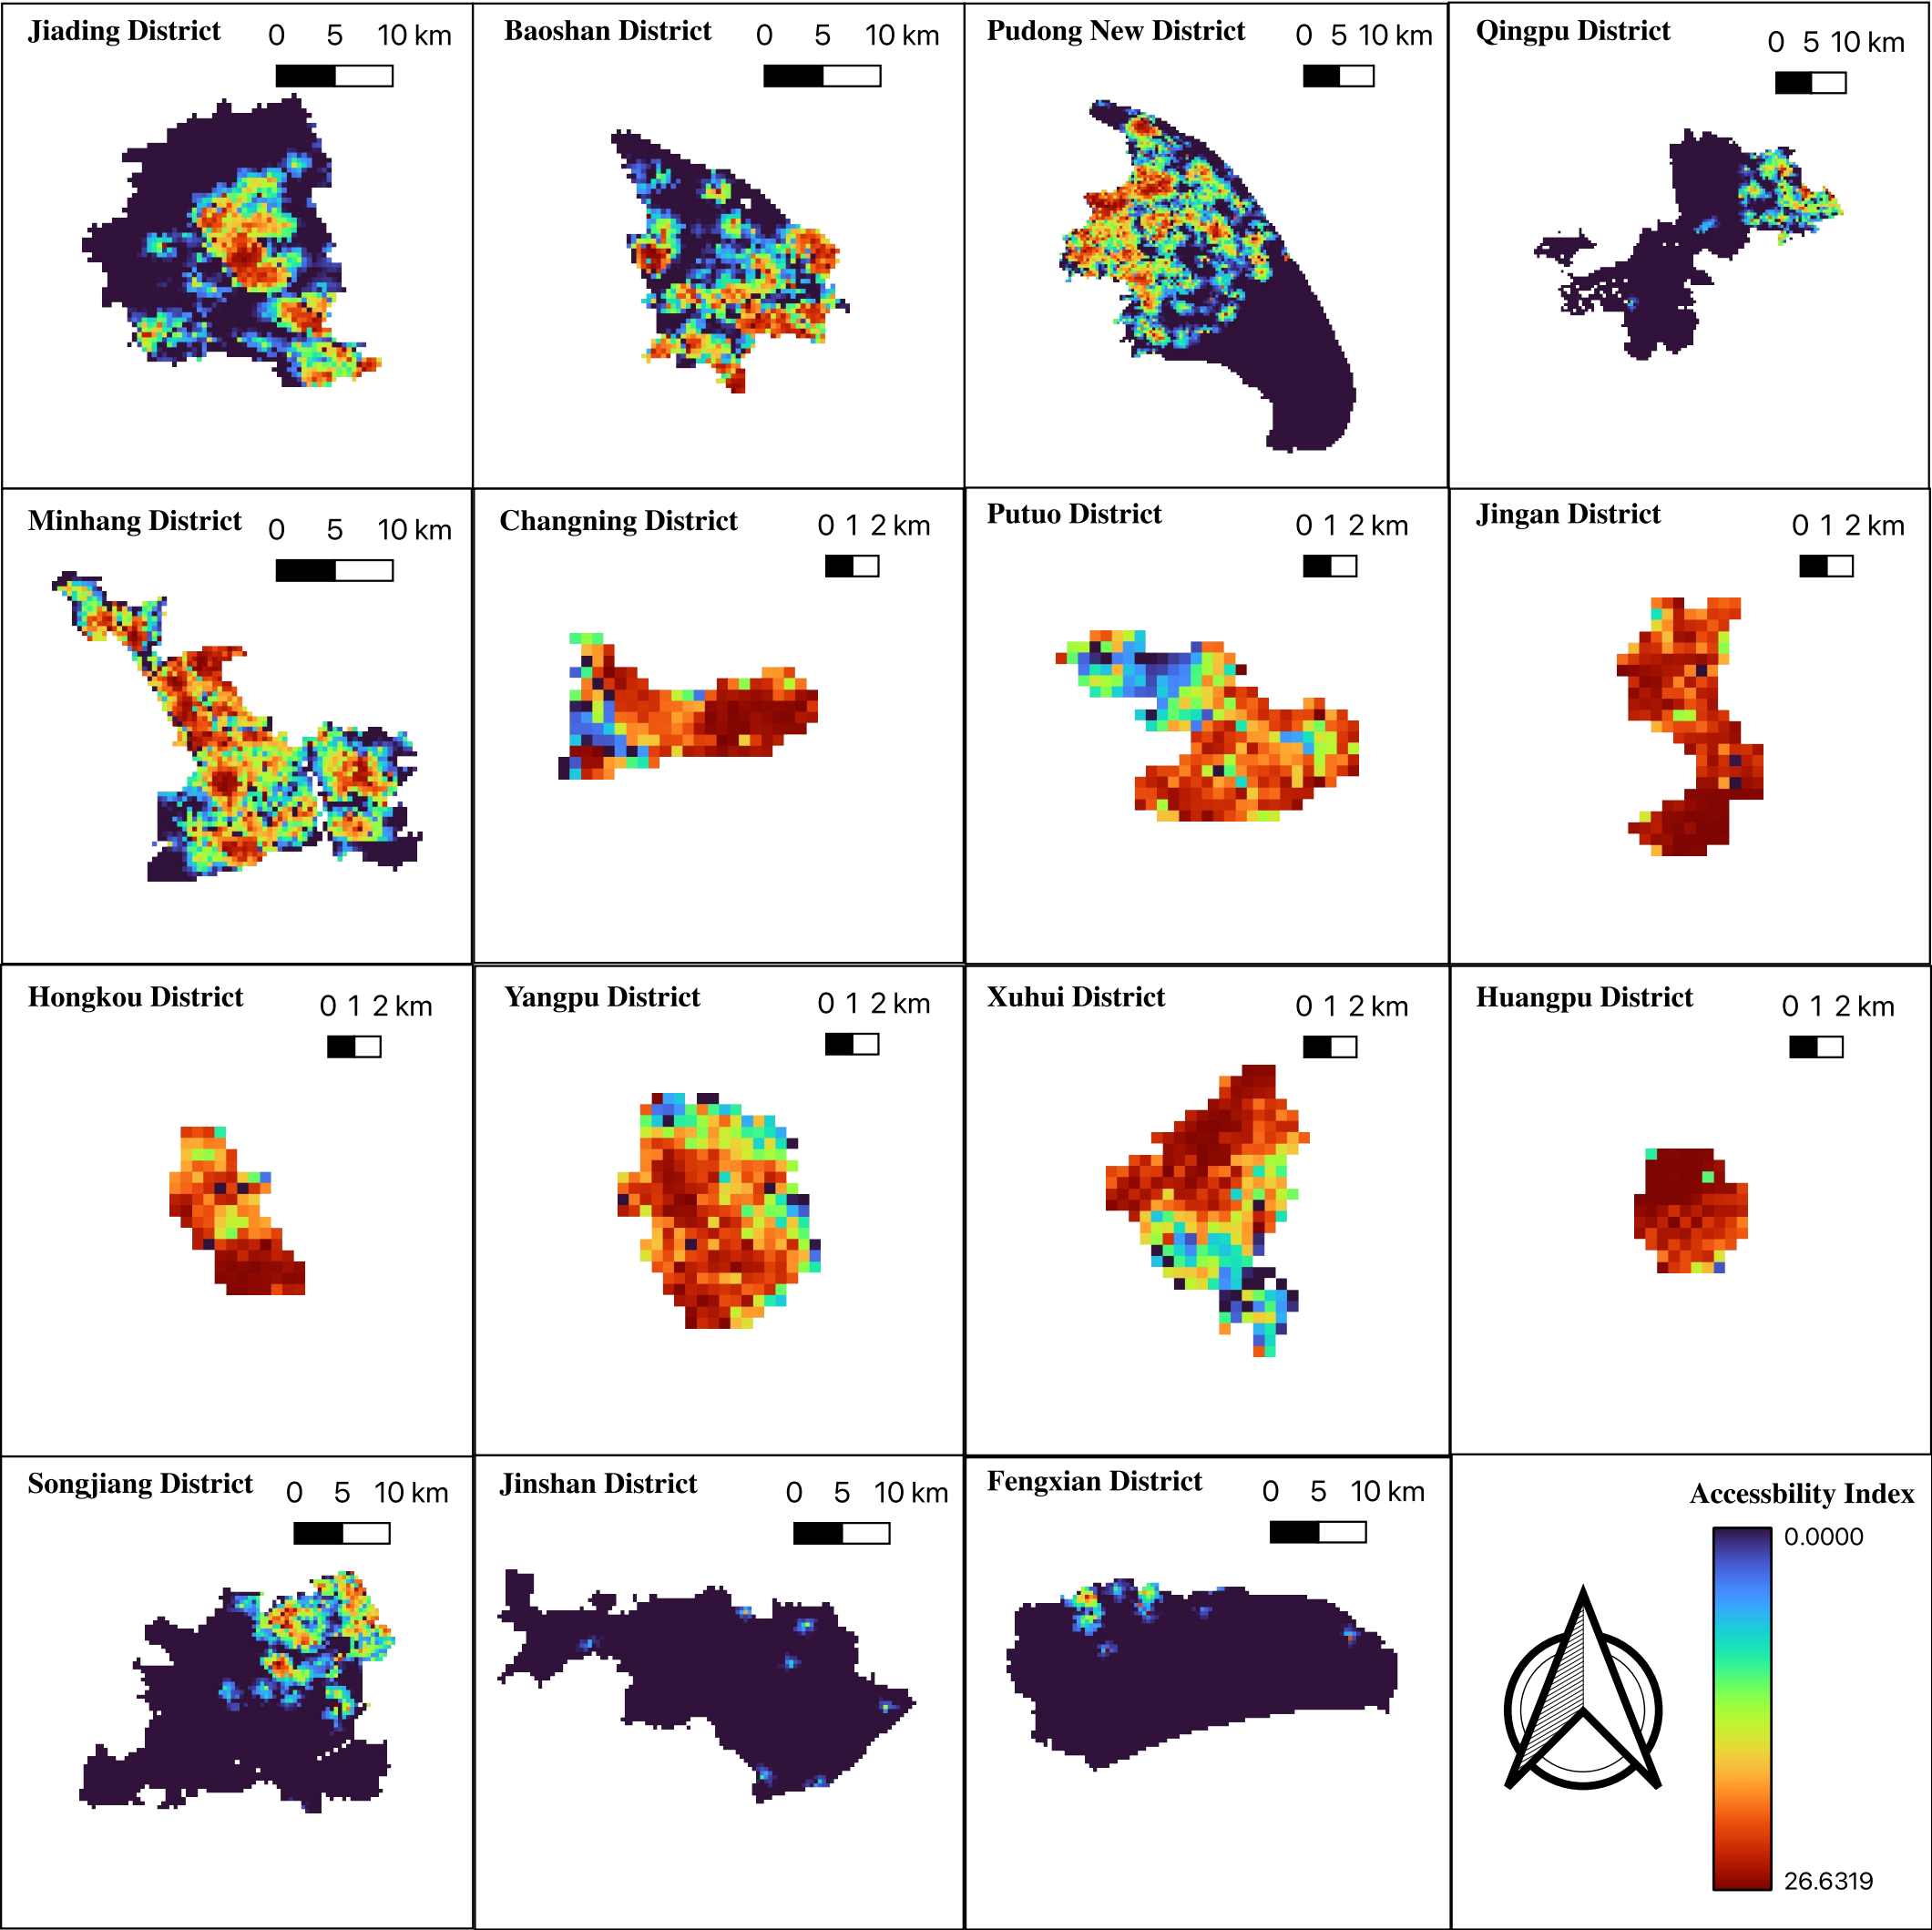 Jiading District
0 5 10 km
Baoshan District
0 5 10 km
Pudong New District
0 5 10 km
Qingpu District
0 5 10 km
Minhang District
0 5 10 km
Changning District
0 1 2 km
Putuo District
0 1 2 km
Jingan District
0 1 2 km
Hongkou District
0 1 2 km
Yangpu District
0 1 2 km
Xuhui District
0 1 2 km
Huangpu District
0 1 2 km
Songjiang District
0 5 10 km
Jinshan District
0 5 10 km
Fengxian District
0 5 10 km
Accessbility Index
0.0000
26.6319